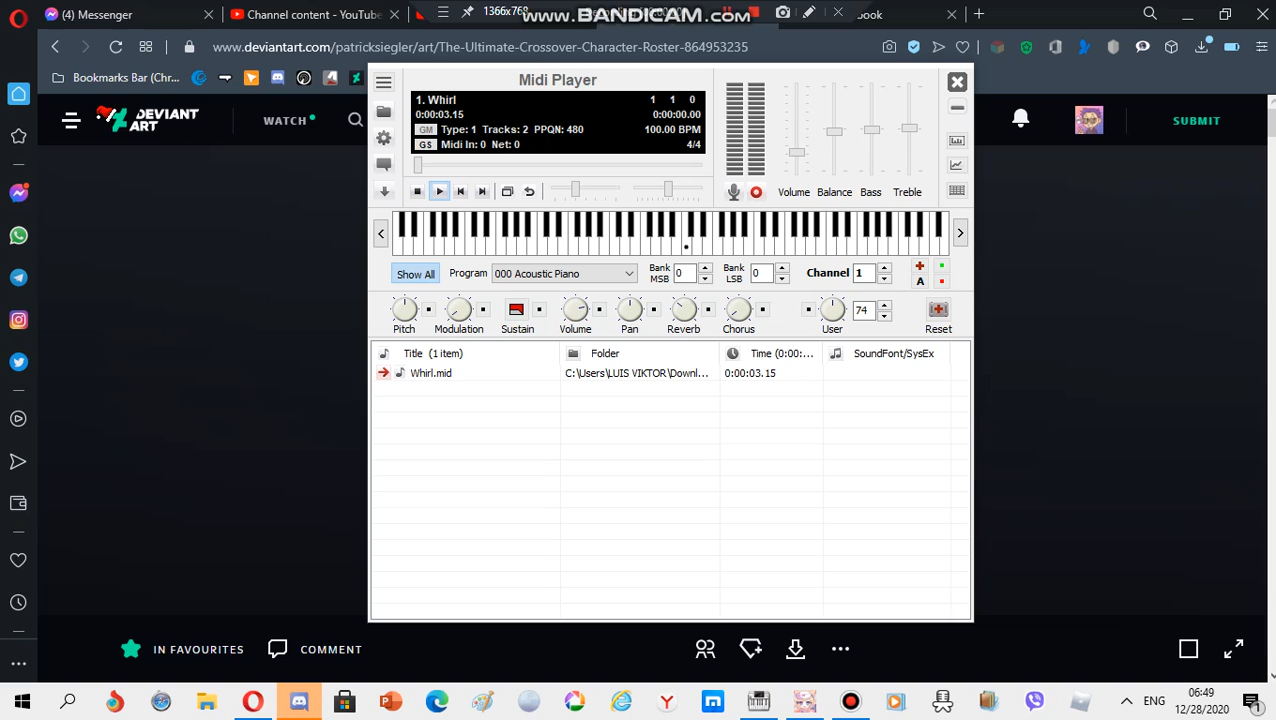 (4) Messenger
Channel content - YouTube
1366x768
www.BANDICAM.com
ook
www.deviantart.com/patricksiegler/art/The-Ultimate-Crossover-Character-Roster-864953235
Bookmarks Bar (Chr...
DEVIANT ART
WATCH
SUBMIT
Midi Player
1. Whirl 1 1 0
0:00:03.15 0:00:00.00
GM Type: 1 Tracks: 2 PPQN: 480 100.00 BPM
GS Midi In: 0 Net: 0 4/4
Volume Balance Bass Treble
Show All Program 000 Acoustic Piano Bank MSB 0 Bank LSB 0 Channel 1
A
Pitch Modulation Sustain Volume Pan Reverb Chorus User 74 Reset
Title (1 item) Folder Time (0:00:... SoundFont/SysEx
Whirl.mid C:\Users\LUIS VIKTOR\Downl... 0:00:03.15
IN FAVOURITES COMMENT
ENG 06:49
12/28/2020
1